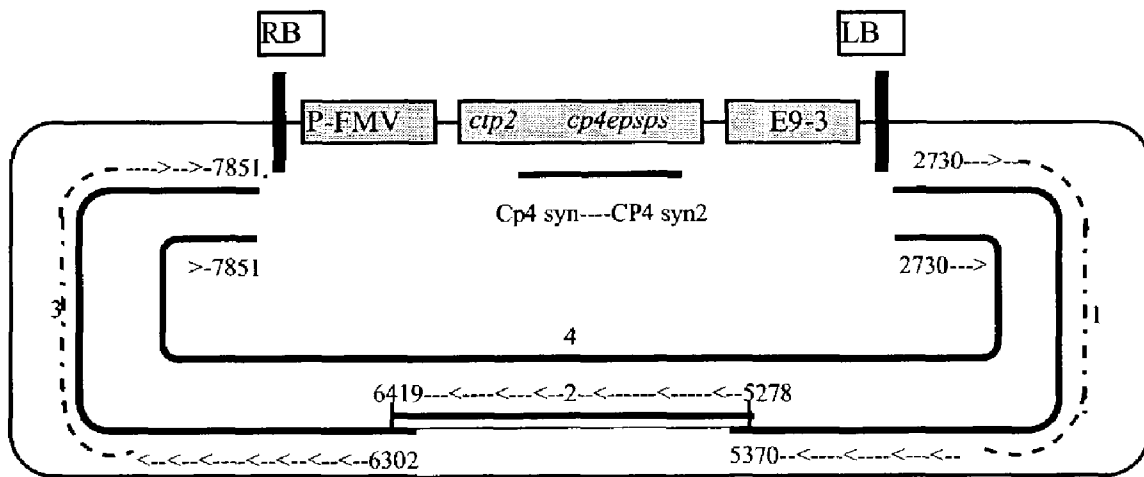 RB
LB
P-FMV
ctp2 cp4epsps
E9-3
---->-->-->-7851
2730--->---
Cp4 syn----CP4 syn2
>-7851
2730--->
3
1
4
6419---<----<---<--2--<-----<----<--5278
<--<--<--<--<--<--6302
5370--<----<---<--<--